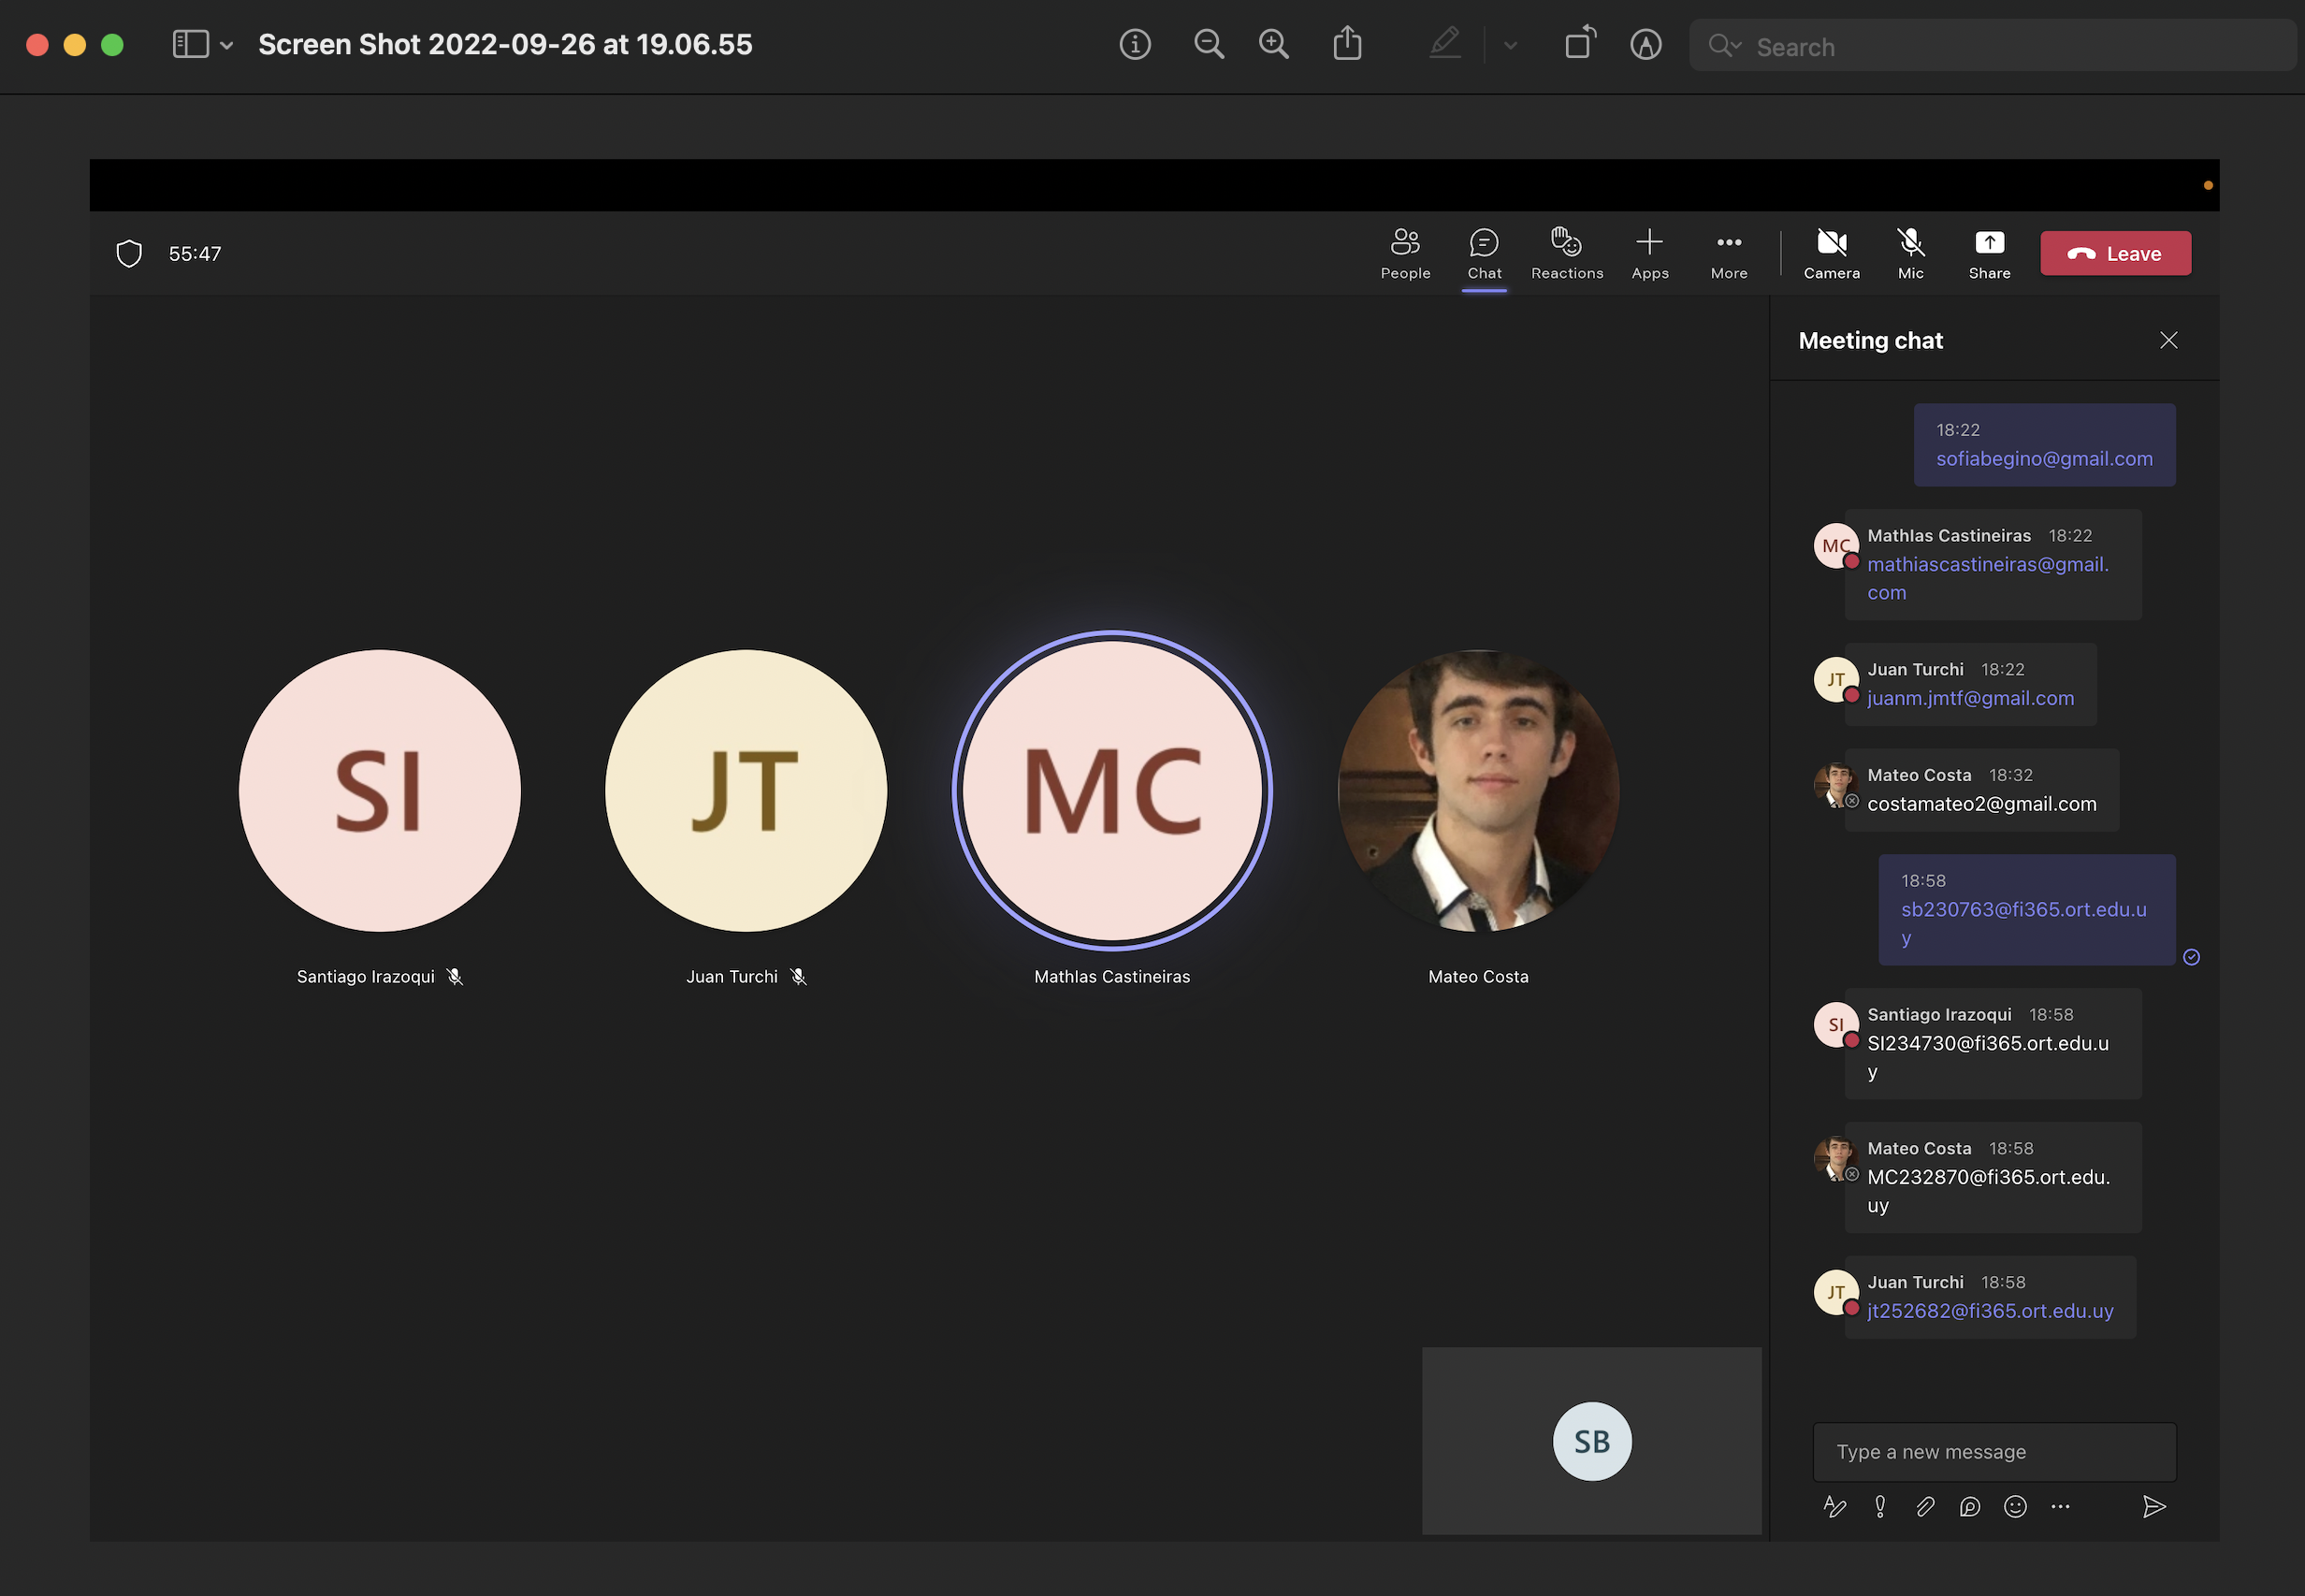 Screen Shot 2022-09-26 at 19.06.55
Search
55:47
People
Chat
Reactions
Apps
More
Camera
Mic
Share
Leave
SI
JT
MC
Santiago Irazoqui
Juan Turchi
Mathlas Castineiras
Mateo Costa
SB
Meeting chat
18:22
sofiabegino@gmail.com
MC
Mathlas Castineiras 18:22
mathiascastineiras@gmail.
com
JT
Juan Turchi 18:22
juanm.jmtf@gmail.com
Mateo Costa 18:32
costamateo2@gmail.com
18:58
sb230763@fi365.ort.edu.u
y
SI
Santiago Irazoqui 18:58
SI234730@fi365.ort.edu.u
y
Mateo Costa 18:58
MC232870@fi365.ort.edu.
uy
JT
Juan Turchi 18:58
jt252682@fi365.ort.edu.uy
Type a new message